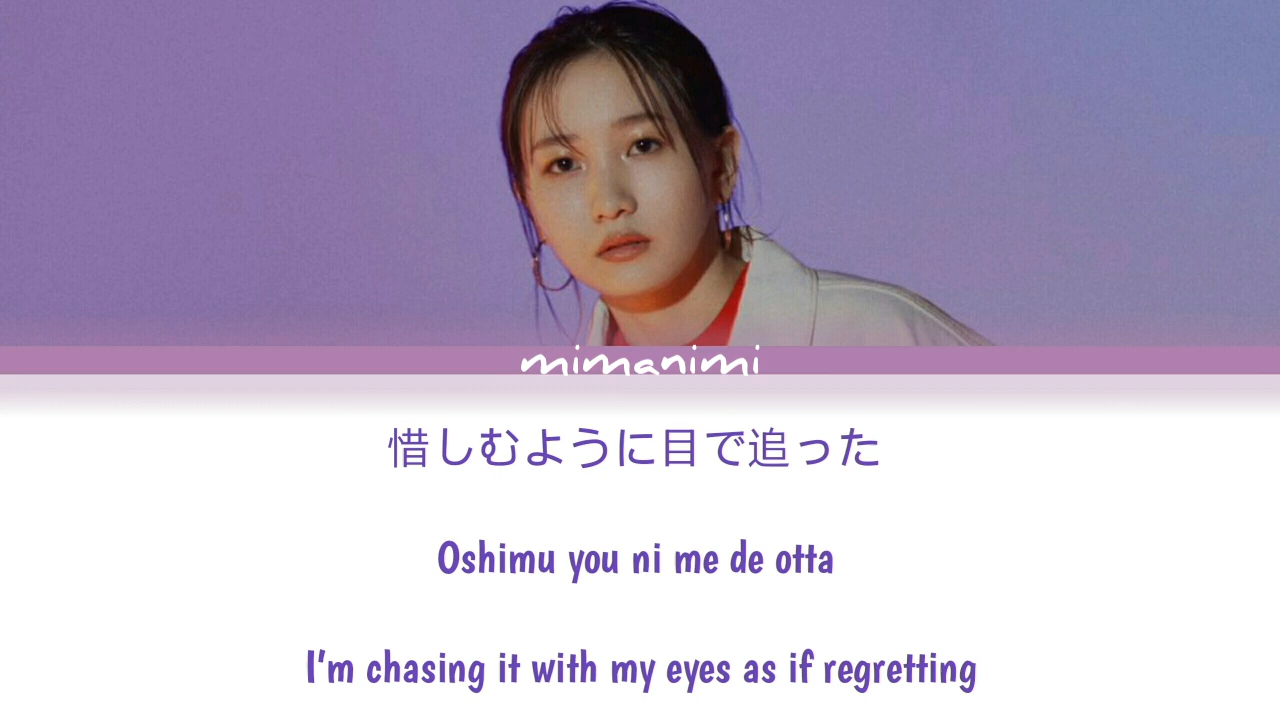 mimanimi
惜しむように目で追った
Oshimu you ni me de otta
I'm chasing it with my eyes as if regretting